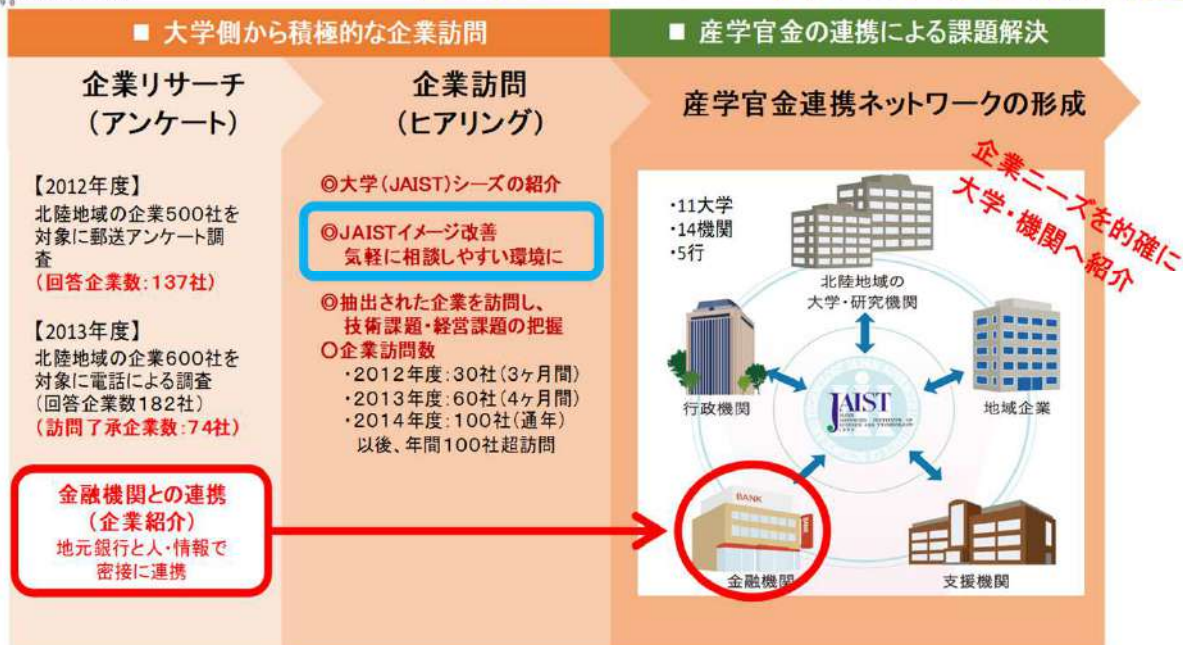 ■ 大学側から積極的な企業訪問
■ 産学官金の連携による課題解決
企業リサーチ
（アンケート）
【2012年度】
北陸地域の企業500社を
対象に郵送アンケート調
査
（回答企業数：137社）
【2013年度】
北陸地域の企業600社を
対象に電話による調査
（回答企業数182社）
（訪問了承企業数：74社）
金融機関との連携
（企業紹介）
地元銀行と人・情報で
密接に連携
企業訪問
（ヒアリング）
◎大学（JAIST）シーズの紹介
◎JAISTイメージ改善
気軽に相談しやすい環境に
◎抽出された企業を訪問し、
技術課題・経営課題の把握
○企業訪問数
・2012年度：30社（3ヶ月間）
・2013年度：60社（4ヶ月間）
・2014年度：100社（通年）
以後、年間100社超訪問
産学官金連携ネットワークの形成
企業ニーズを的確に
大学・機関へ紹介
・11大学
・14機関
・5行
北陸地域の
大学・研究機関
行政機関
JAIST
地域企業
BANK
金融機関
支援機関